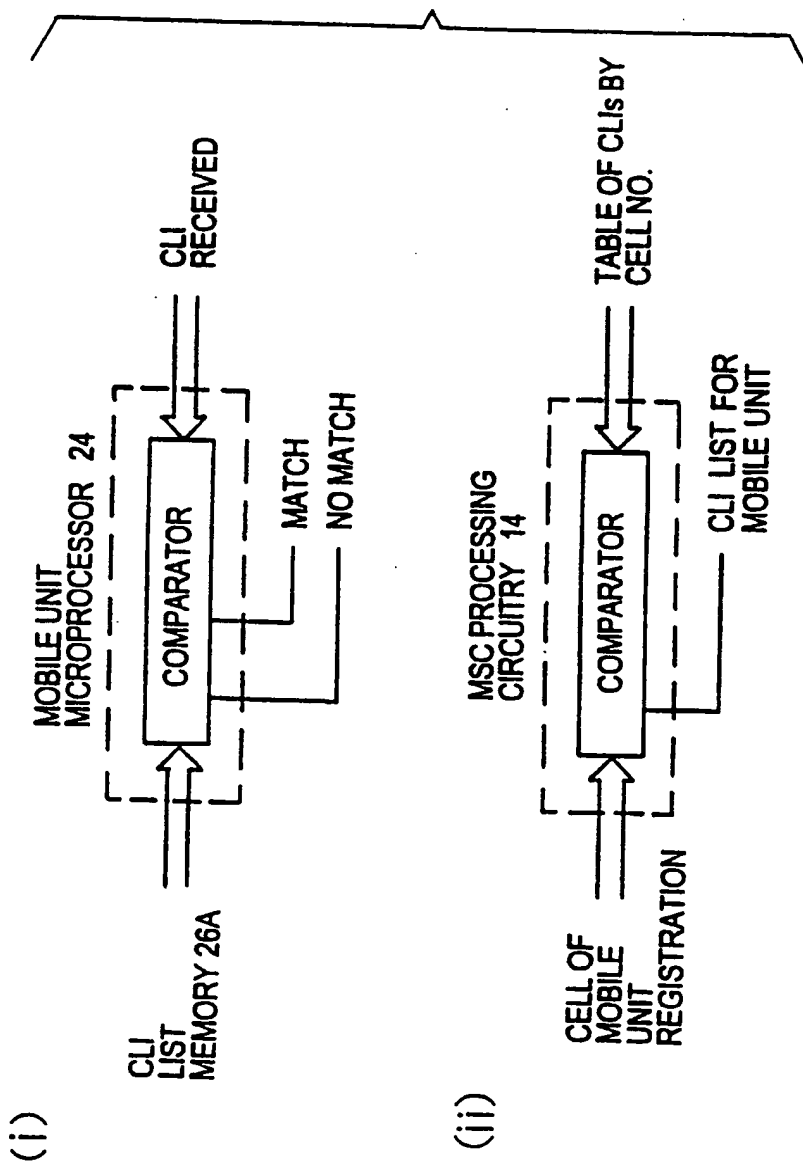 (i)
MOBILE UNIT
MICROPROCESSOR 24
CLI
LIST
MEMORY 26A
COMPARATOR
CLI
RECEIVED
MATCH
NO MATCH
(ii)
MSC PROCESSING
CIRCUITRY 14
CELL OF
MOBILE
UNIT
REGISTRATION
COMPARATOR
TABLE OF CLIs BY
CELL NO.
CLI LIST FOR
MOBILE UNIT